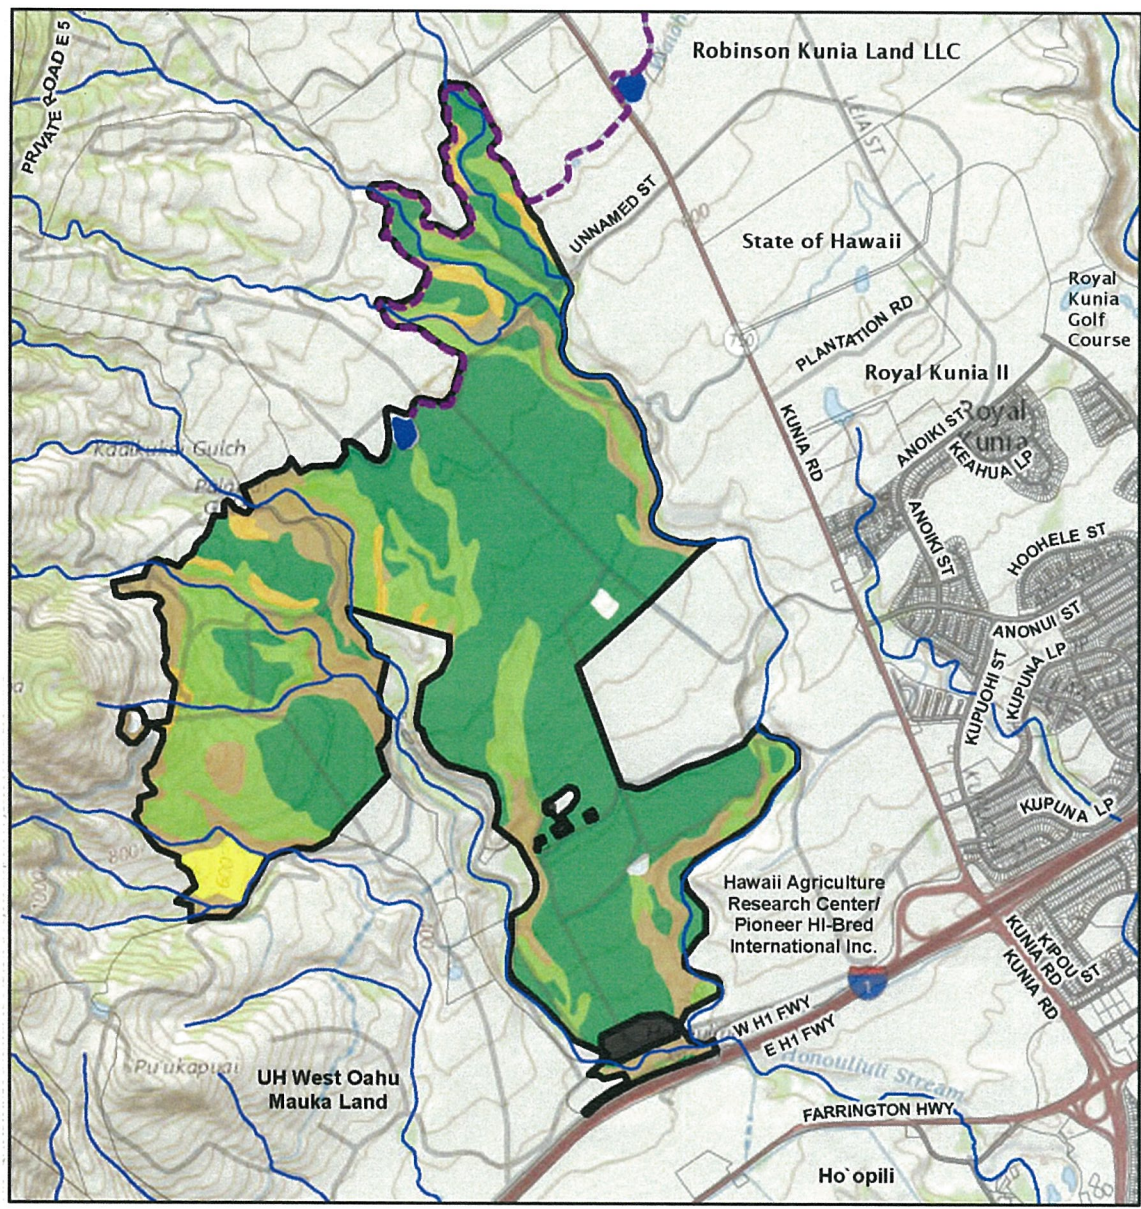 PRIVATE ROAD E 5
Robinson Kunia Land LLC
LEIA ST
UNNAMED ST
State of Hawaii
Royal
Kunia
Golf
Course
PLANTATION RD
750
Royal Kunia II
KUNIA RD
ANOIKI ST
Royal
Kunia
KEAHUA LP
Gulch
ANOIKI ST
HOOHELE ST
ANONUI ST
KUPUOHI ST
KUPUNA LP
KUPUNA LP
800
600
Hawaii Agriculture
Research Center/
Pioneer HI-Bred
International Inc.
1
KUNIA RD
KIPOU ST
KUNIA RD
W H1 FWY
E H1 FWY
Honouliuli Stream
Pu'ukapuai
UH West Oahu
Mauka Land
FARRINGTON HWY
Ho`opili